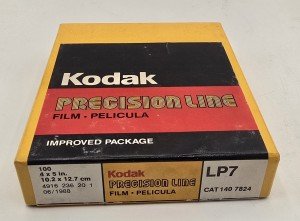 Kodak
PRECISION LINE
FILM - PELICULA
IMPROVED PACKAGE
100
4 x 5 in.
10.2 x 12.7 cm
4916 236 20 1
06/1988
Kodak
PRECISION LINE
FILM - PELICULA
LP7
CAT 140 7824